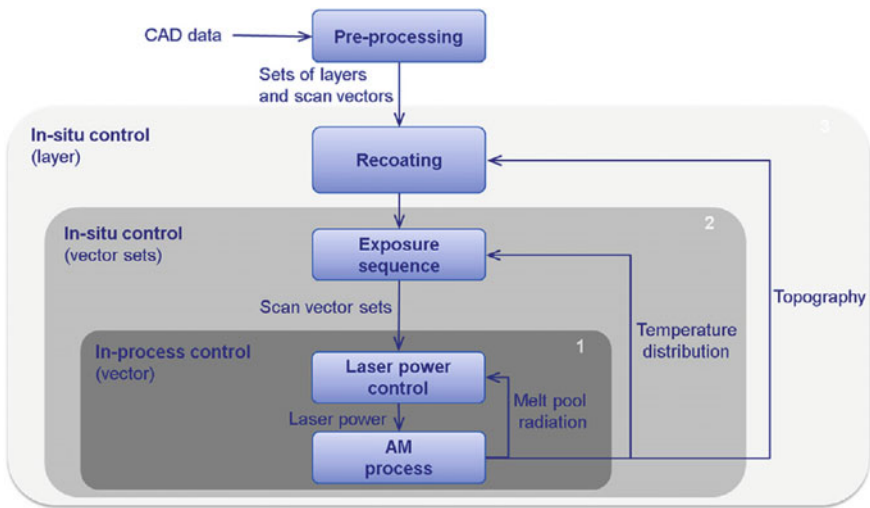 CAD data
Pre-processing
Sets of layers
and scan vectors
3
In-situ control
(layer)
Recoating
2
In-situ control
(vector sets)
Exposure
sequence
Topography
Scan vector sets
Temperature
distribution
1
In-process control
(vector)
Laser power
control
Melt pool
radiation
Laser power
AM
process